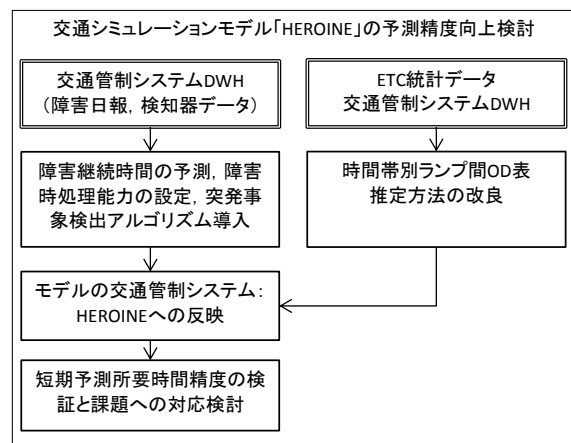 交通シミュレーションモデル「HEROINE」の予測精度向上検討
交通管制システムDWH
（障害日報，検知器データ）
ETC統計データ
交通管制システムDWH
障害継続時間の予測，障害
時処理能力の設定，突発事
象検出アルゴリズム導入
時間帯別ランプ間OD表
推定方法の改良
モデルの交通管制システム：
HEROINEへの反映
短期予測所要時間精度の検
証と課題への対応検討